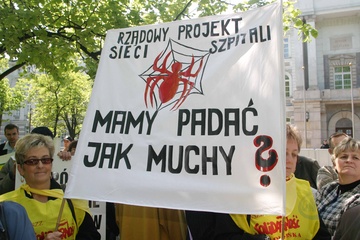 RZĄDOWY PROJEKT
SIECI SZPITALI
MAMY PADAĆ
JAK MUCHY?